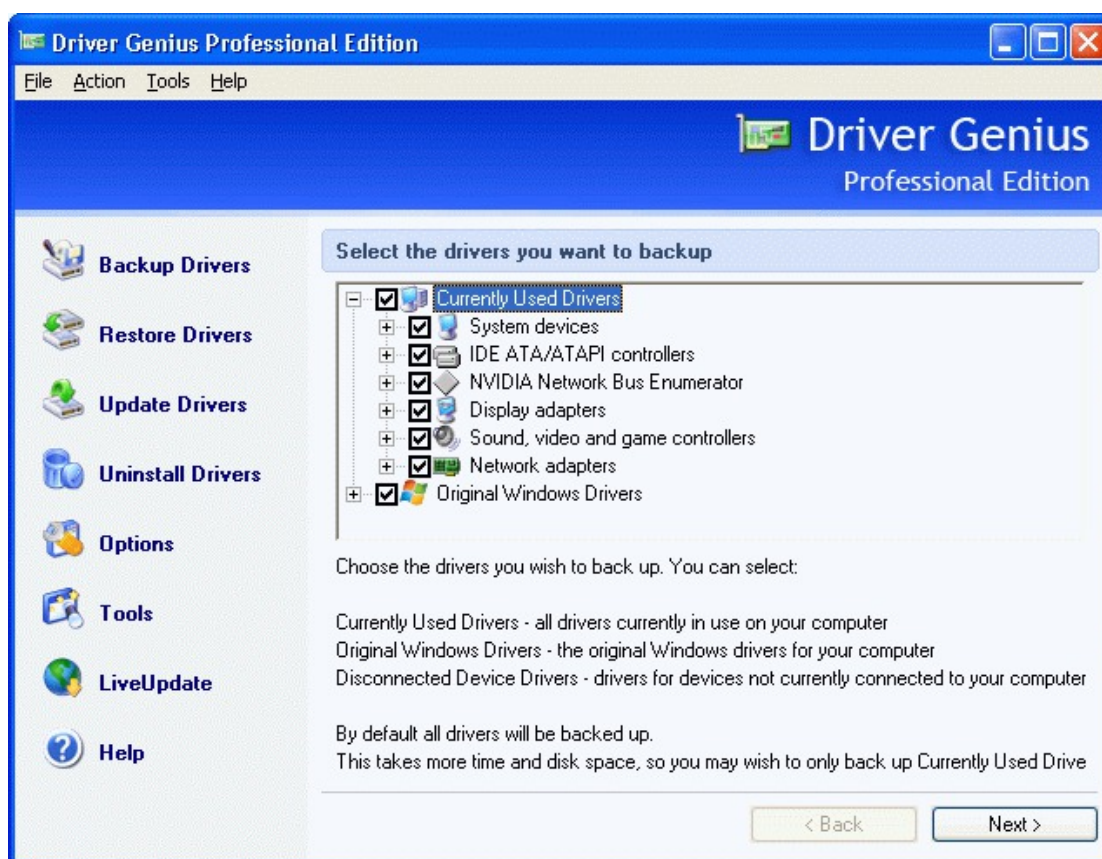 Driver Genius Professional Edition
File Action Tools Help
Driver Genius
Professional Edition
Backup Drivers
Restore Drivers
Update Drivers
Uninstall Drivers
Options
Tools
LiveUpdate
Help
Select the drivers you want to backup
Currently Used Drivers
System devices
IDE ATA/ATAPI controllers
NVIDIA Network Bus Enumerator
Display adapters
Sound, video and game controllers
Network adapters
Original Windows Drivers
Choose the drivers you wish to back up. You can select:
Currently Used Drivers - all drivers currently in use on your computer
Original Windows Drivers - the original Windows drivers for your computer
Disconnected Device Drivers - drivers for devices not currently connected to your computer
By default all drivers will be backed up.
This takes more time and disk space, so you may wish to only back up Currently Used Drive
< Back
Next >